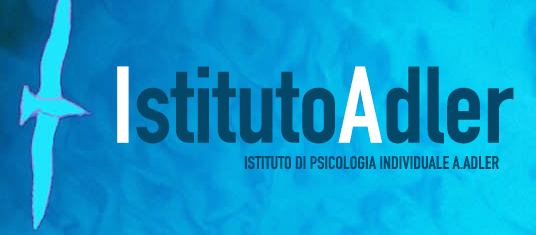 IstitutoAdler
ISTITUTO DI PSICOLOGIA INDIVIDUALE A.ADLER